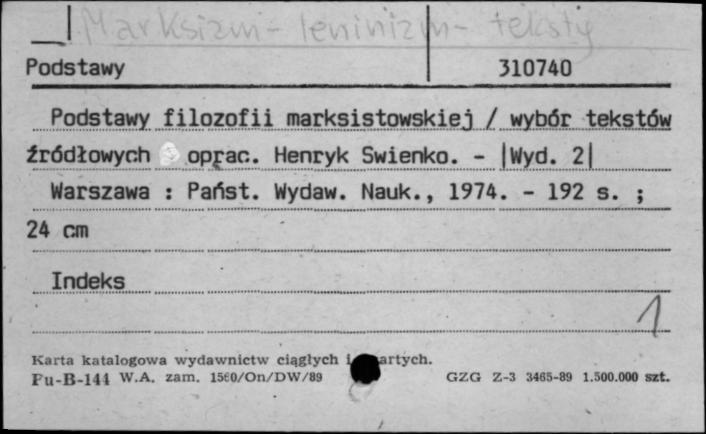 Marksizm - leninizm - teksty
Podstawy 310740
Podstawy filozofii marksistowskiej / wybór tekstów
źródłowych oprac. Henryk Swienko. - |Wyd. 2|
Warszawa : Państ. Wydaw. Nauk., 1974. - 192 s. ;
24 cm
Indeks
1
Karta katalogowa wydawnictw ciągłych i artych.
Pu-B-144 W.A. zam. 1560/On/DW/89 GZG Z-3 3465-89 1.500.000 szt.